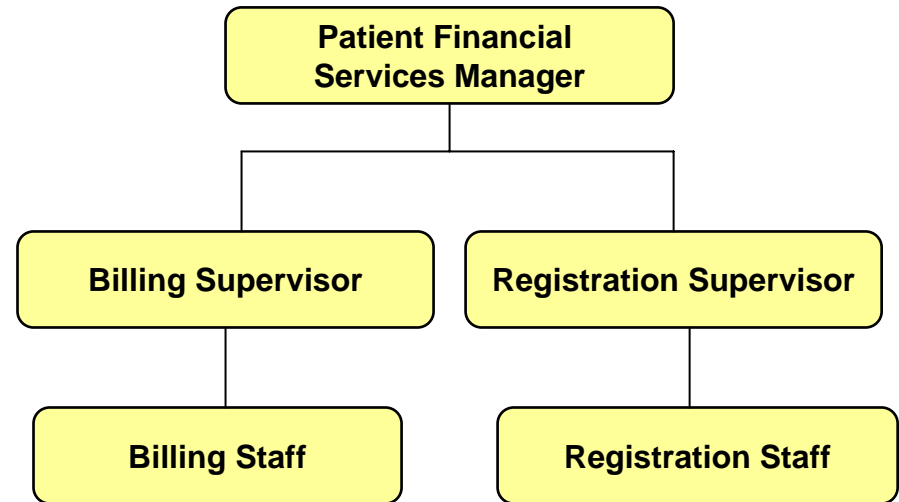 Patient Financial
Services Manager
Billing Supervisor
Registration Supervisor
Billing Staff
Registration Staff